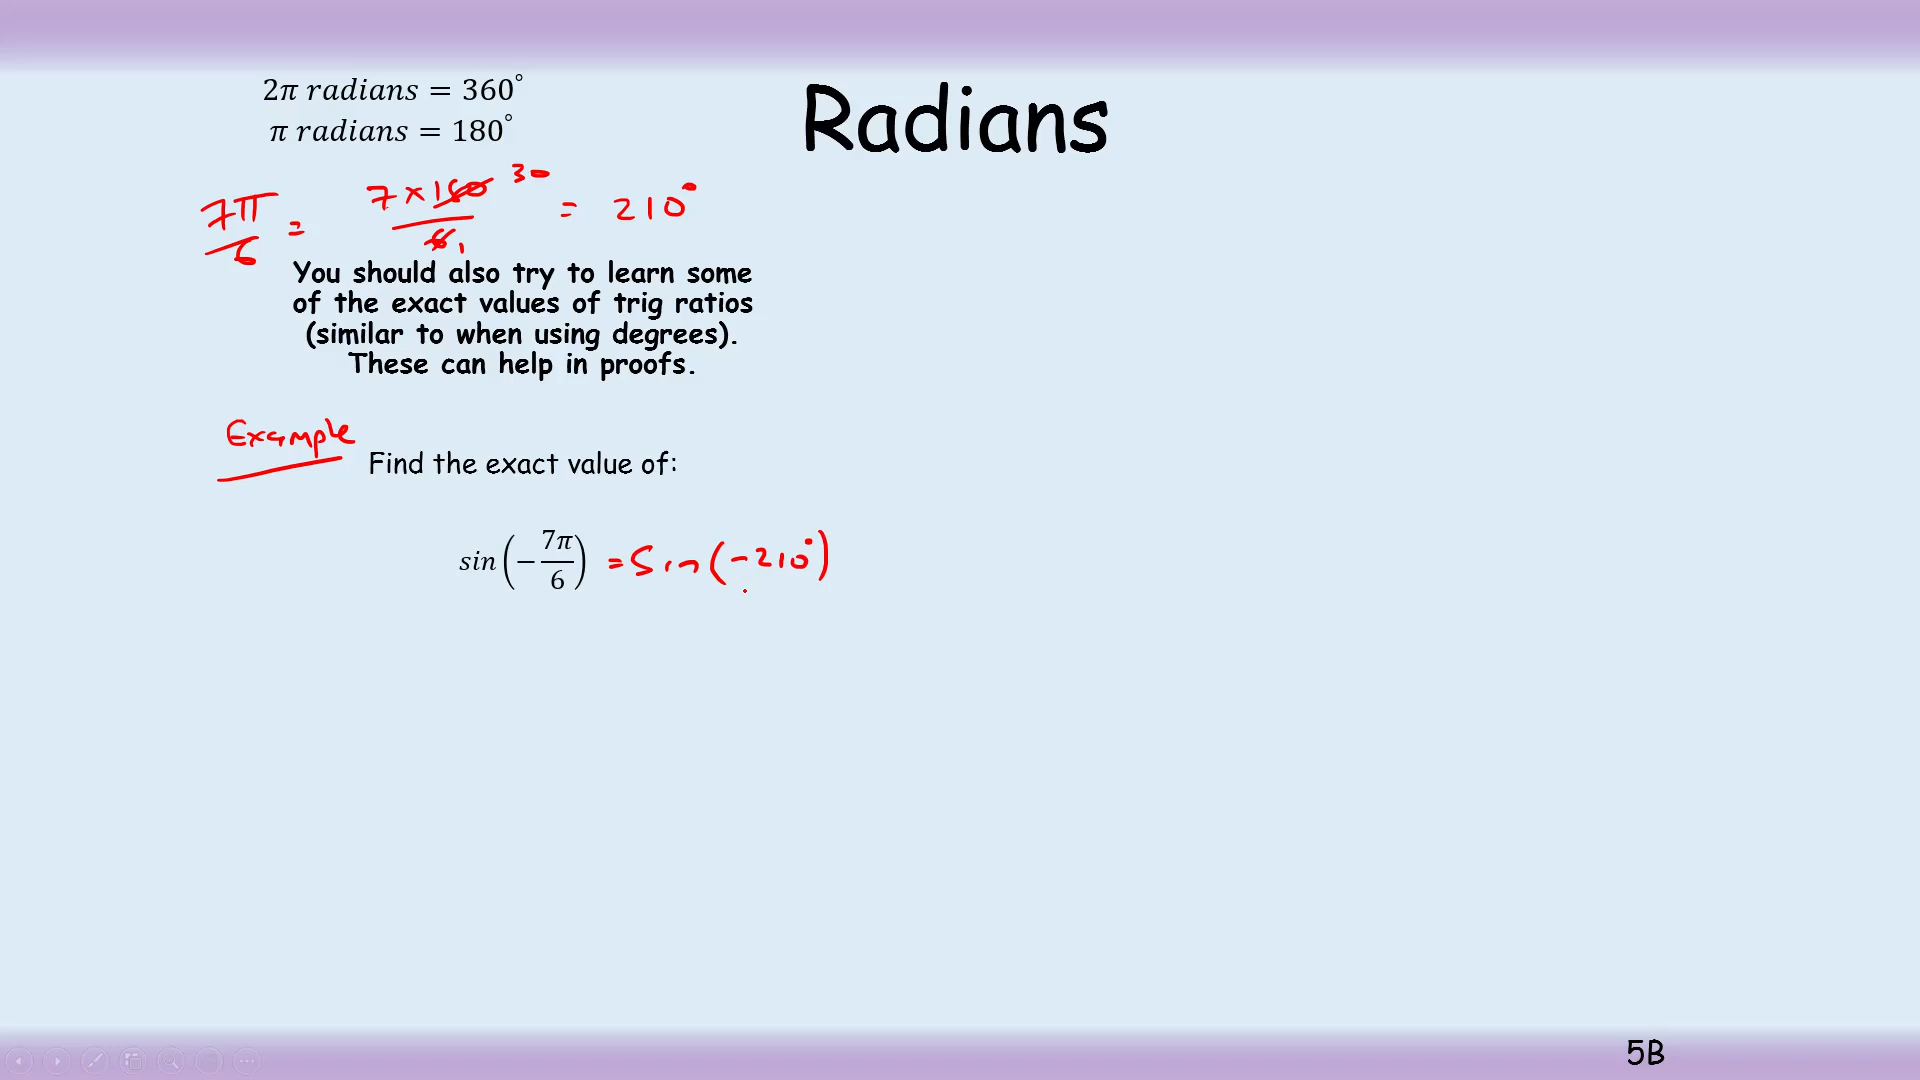 2π radians = 360°
π radians = 180°
Radians
7π/6 = 7 × 180/6 30 1 = 210°
You should also try to learn some
of the exact values of trig ratios
(similar to when using degrees).
These can help in proofs.
Example
Find the exact value of:
sin(−7π/6) = Sin(−210°)
5B